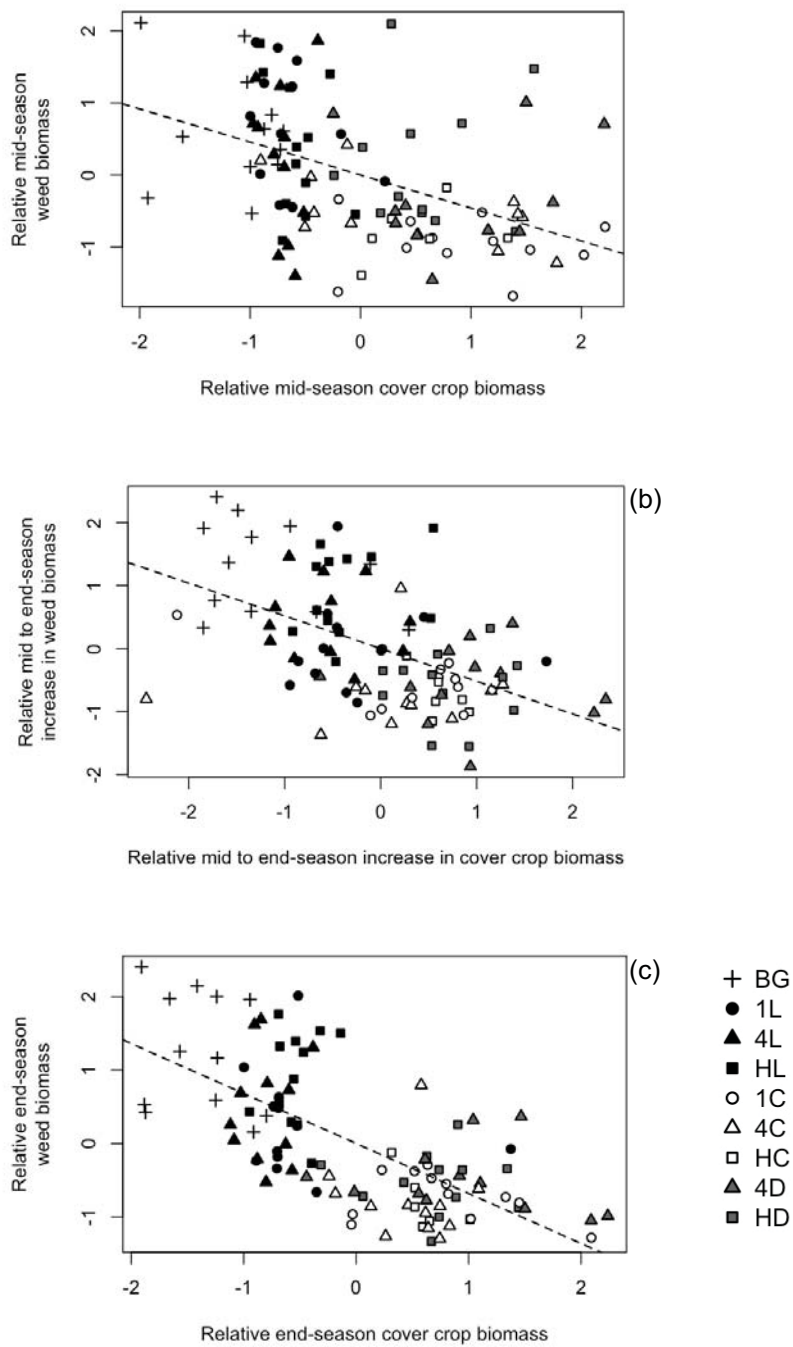 2
1
0
-1
-2
-1
0
1
2
Relative mid-season
weed biomass
Relative mid-season cover crop biomass
(b)
2
1
0
-1
-2
-2
-1
0
1
2
Relative mid to end-season
increase in weed biomass
Relative mid to end-season increase in cover crop biomass
(c)
2
1
0
-1
-2
-1
0
1
2
Relative end-season
weed biomass
Relative end-season cover crop biomass
BG
1L
4L
HL
1C
4C
HC
4D
HD